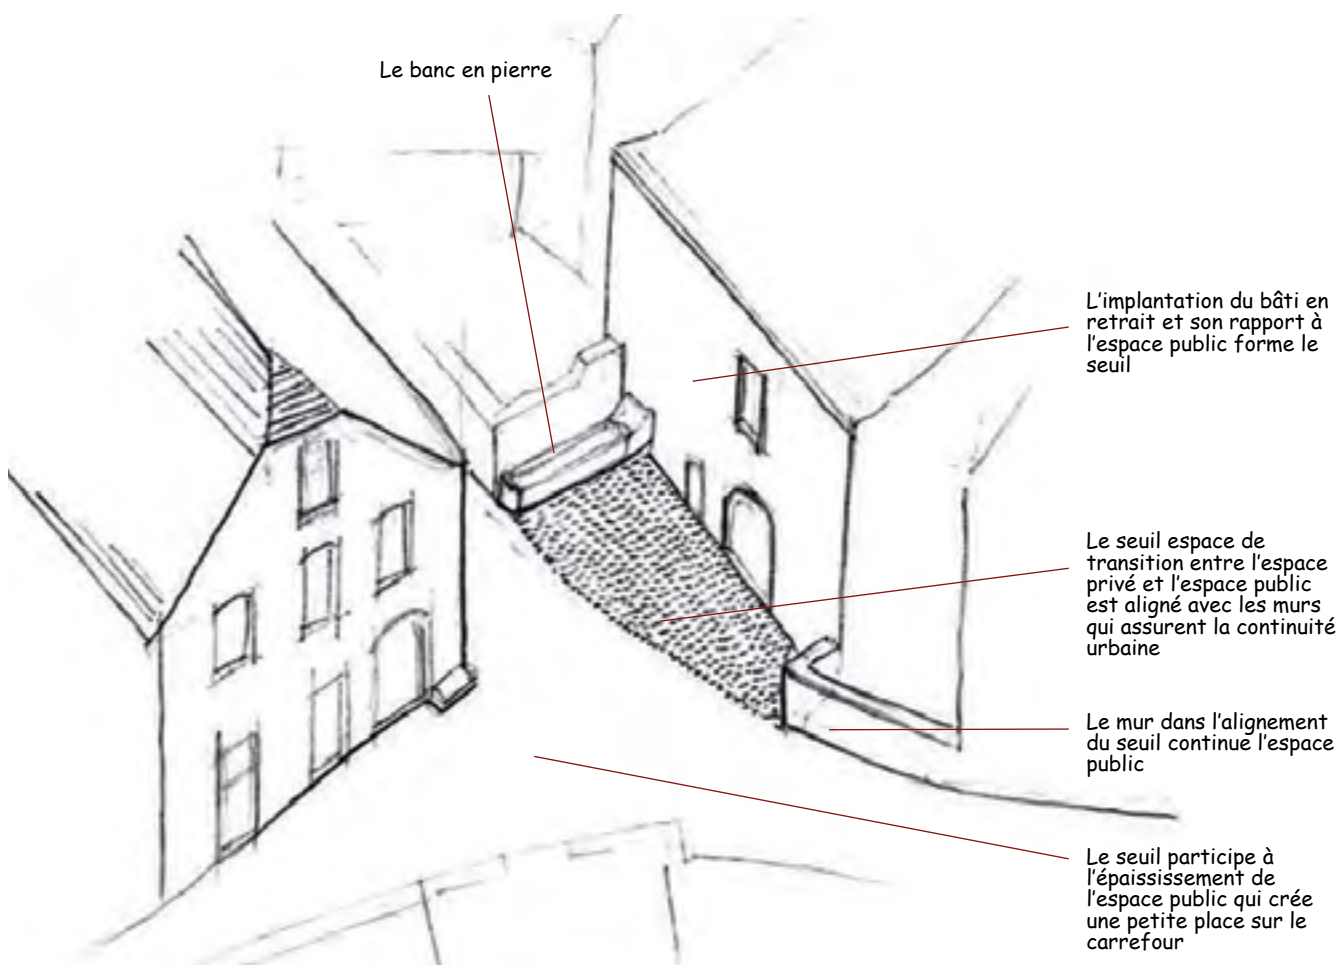 Le banc en pierre
L'implantation du bâti en
retrait et son rapport à
l'espace public forme le
seuil
Le seuil espace de
transition entre l'espace
privé et l'espace public
est aligné avec les murs
qui assurent la continuité
urbaine
Le mur dans l'alignement
du seuil continue l'espace
public
Le seuil participe à
l'épaississement de
l'espace public qui crée
une petite place sur le
carrefour